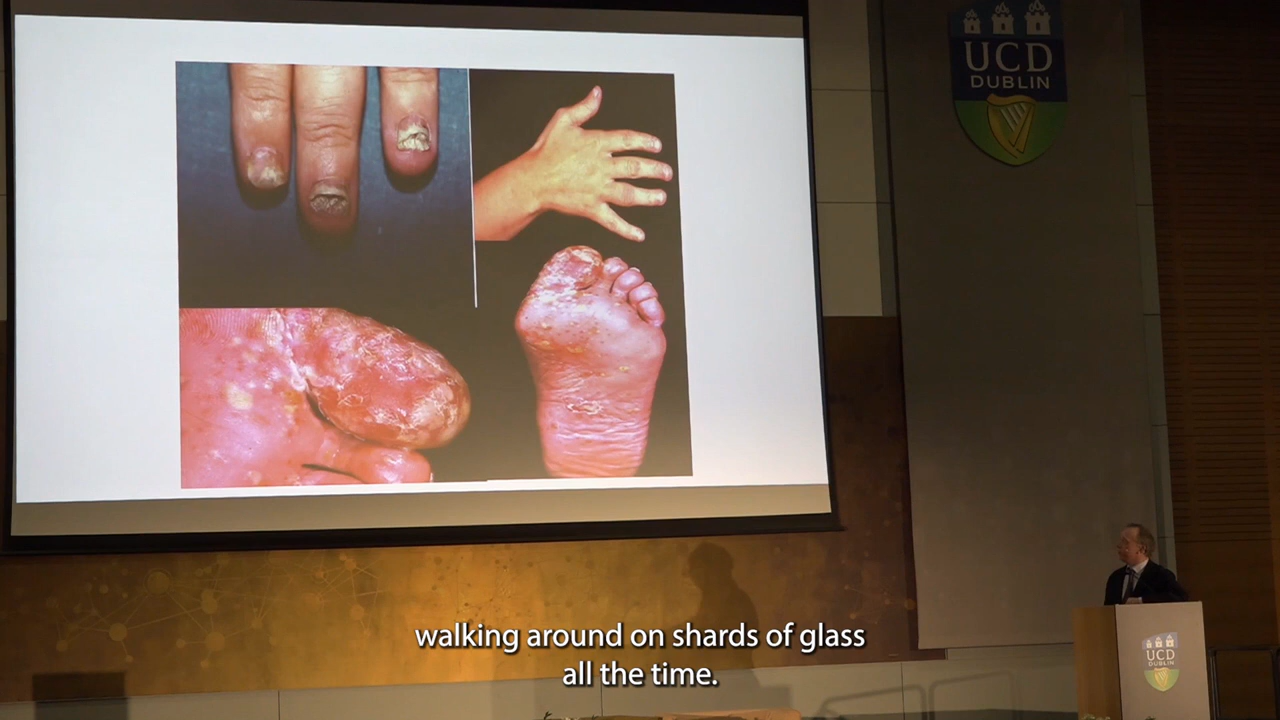 UCD
DUBLIN
UCD
DUBLIN
walking around on shards of glass
all the time.